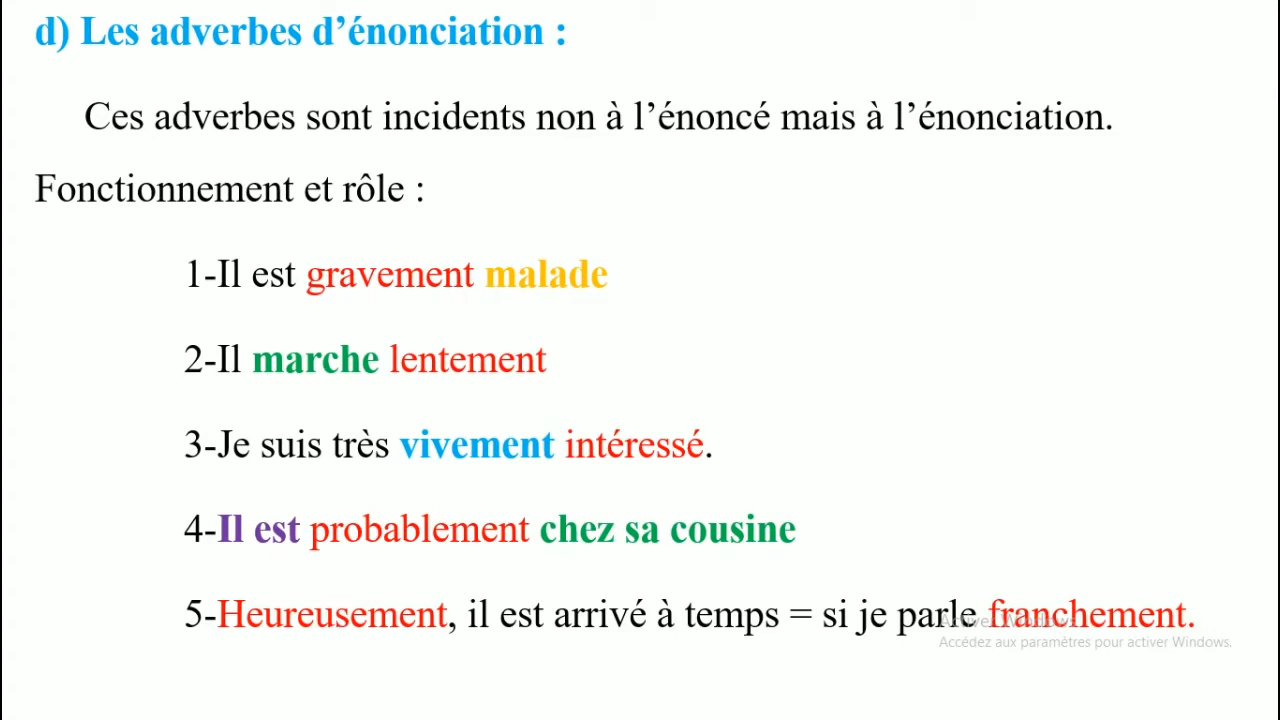 d) Les adverbes d’énonciation :
Ces adverbes sont incidents non à l’énoncé mais à l’énonciation.
Fonctionnement et rôle :
1-Il est gravement malade
2-Il marche lentement
3-Je suis très vivement intéressé.
4-Il est probablement chez sa cousine
5-Heureusement, il est arrivé à temps = si je parle franchement.
Activer Windows
Accédez aux paramètres pour activer Windows.